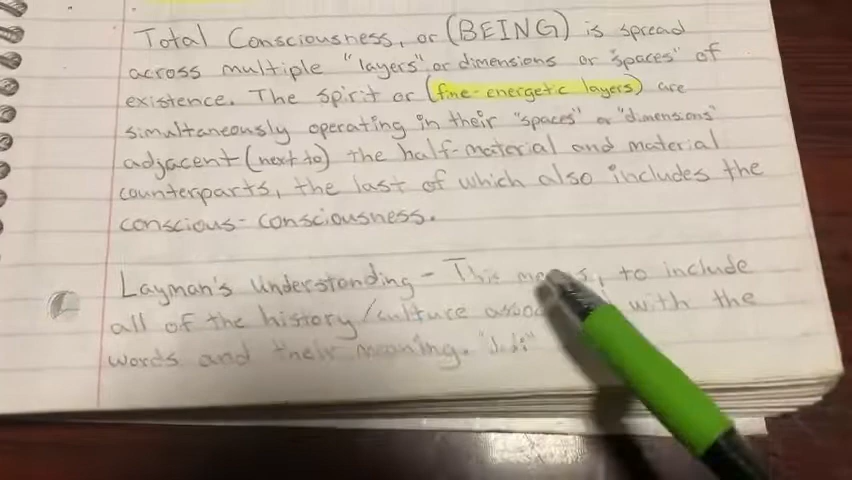 Total Consciousness, or (BEING) is spread
across multiple "layers" or dimensions or "spaces" of
existence. The Spirit or (fine-energetic layers) are
simultaneously operating in their "spaces" or "dimensions"
adjacent (next to) the half-material and material
counterparts, the last of which also includes the
conscious-consciousness.
Layman's Understanding - This to include
all of the history/culture with the
words and their meaning.